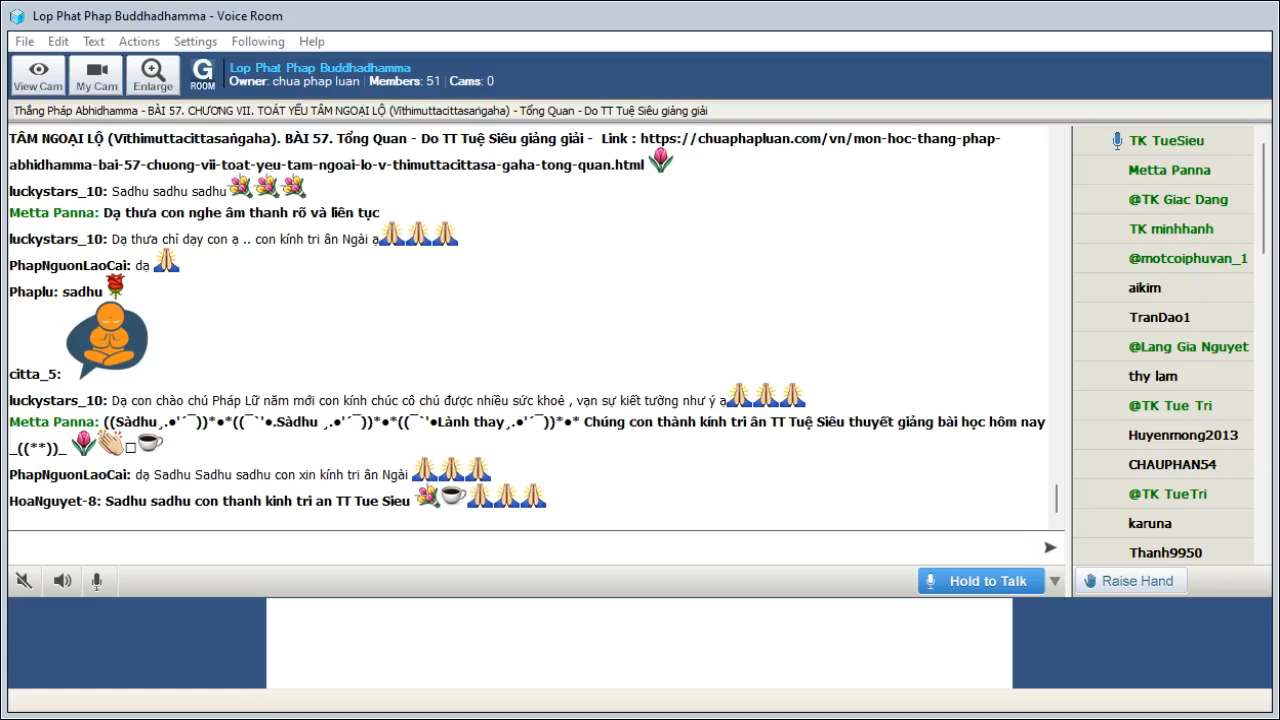 Lop Phat Phap Buddhadhamma - Voice Room
File Edit Text Actions Settings Following Help
View Cam My Cam Enlarge G ROOM
Lop Phat Phap Buddhadhamma
Owner: chua phap luan | Members: 51 | Cams: 0
Thắng Pháp Abhidhamma - BÀI 57. CHƯƠNG VII. TOÁT YẾU TÂM NGOẠI LỘ (Vīthimuttacittasaṅgaha) - Tổng Quan - Do TT Tuệ Siêu giảng giải
TÂM NGOẠI LỘ (Vīthimuttacittasaṅgaha). BÀI 57. Tổng Quan - Do TT Tuệ Siêu giảng giải - Link : https://chuaphapluan.com/vn/mon-hoc-thang-phap-
abhidhamma-bai-57-chuong-vii-toat-yeu-tam-ngoai-lo-v-thimuttacittasa-gaha-tong-quan.html
luckystars_10: Sadhu sadhu sadhu
Metta Panna: Dạ thưa con nghe âm thanh rõ và liên tục
luckystars_10: Dạ thưa chỉ dạy con ạ .. con kính tri ân Ngài ạ
PhapNguonLaoCai: dạ
Phaplu: sadhu
citta_5:
luckystars_10: Dạ con chào chú Pháp Lữ năm mới con kính chúc cô chú được nhiều sức khoẻ , vạn sự kiết tường như ý ạ
Metta Panna: ((Sàdhu¸.●'´¯))*●*((¯`'●.Sàdhu ¸.●'´¯))*●*((¯`'●Lành thay¸.●'´¯))*●* Chúng con thành kính tri ân TT Tuệ Siêu thuyết giảng bài học hôm nay
_((**))_
PhapNguonLaoCai: dạ Sadhu Sadhu sadhu con xin kính tri ân Ngài
HoaNguyet-8: Sadhu sadhu con thanh kinh tri an TT Tue Sieu
Hold to Talk
TK TueSieu
Metta Panna
@TK Giac Dang
TK minhhanh
@motcoiphuvan_1
aikim
TranDao1
@Lang Gia Nguyet
thy lam
@TK Tue Tri
Huyenmong2013
CHAUPHAN54
@TK TueTri
karuna
Thanh9950
Raise Hand